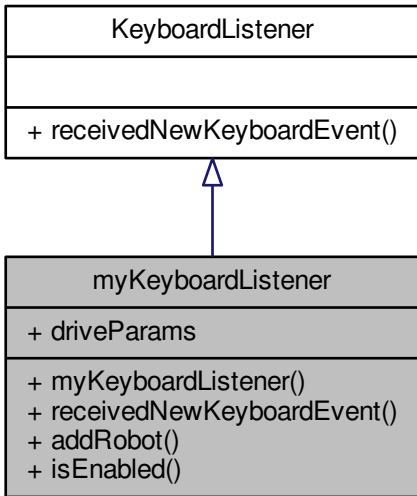 KeyboardListener
+ receivedNewKeyboardEvent()
myKeyboardListener
+ driveParams
+ myKeyboardListener()
+ receivedNewKeyboardEvent()
+ addRobot()
+ isEnabled()